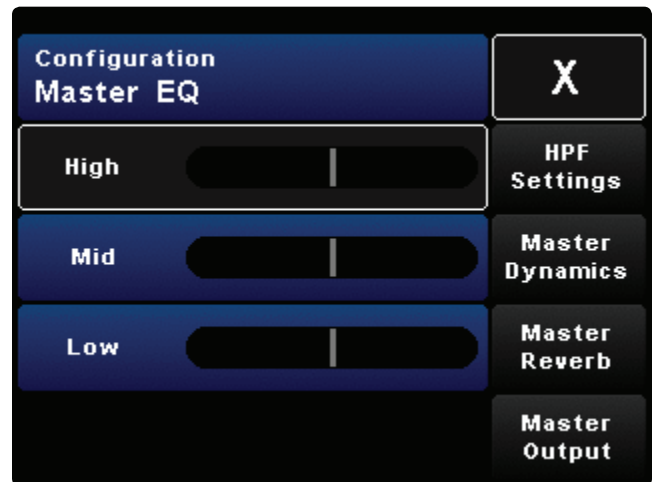 Configuration
Master EQ
X
High
HPF
Settings
Mid
Master
Dynamics
Low
Master
Reverb
Master
Output